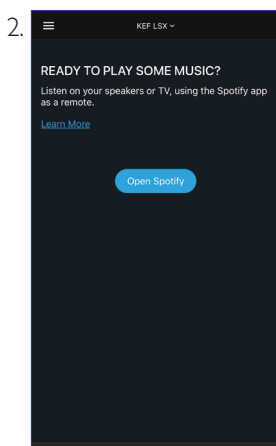 2.
KEF LSX
READY TO PLAY SOME MUSIC?
Listen on your speakers or TV, using the Spotify app
as a remote.
Learn More
Open Spotify